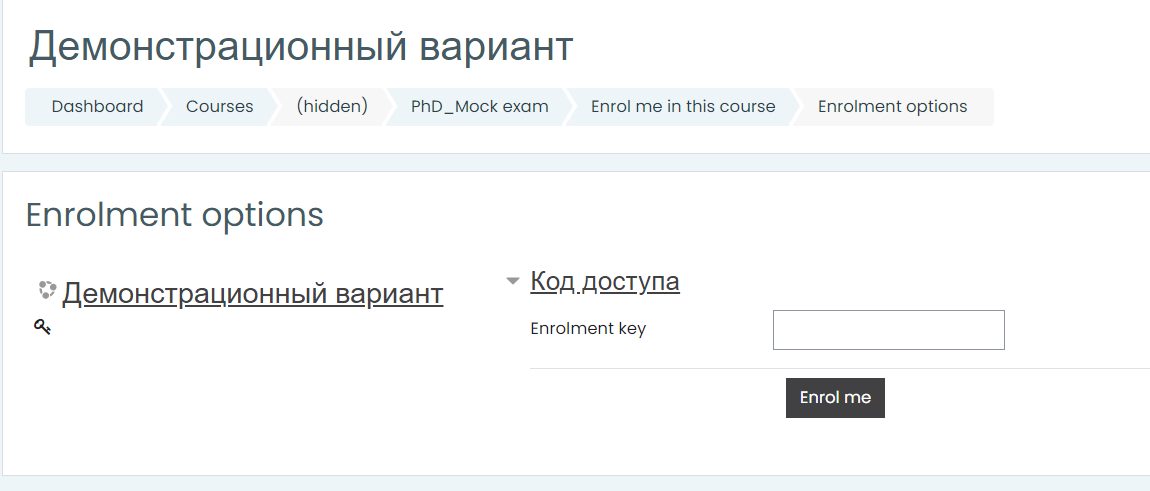 Демонстрационный вариант
Dashboard Courses (hidden) PhD_Mock exam Enrol me in this course Enrolment options
Enrolment options
Демонстрационный вариант
Код доступа
Enrolment key
Enrol me